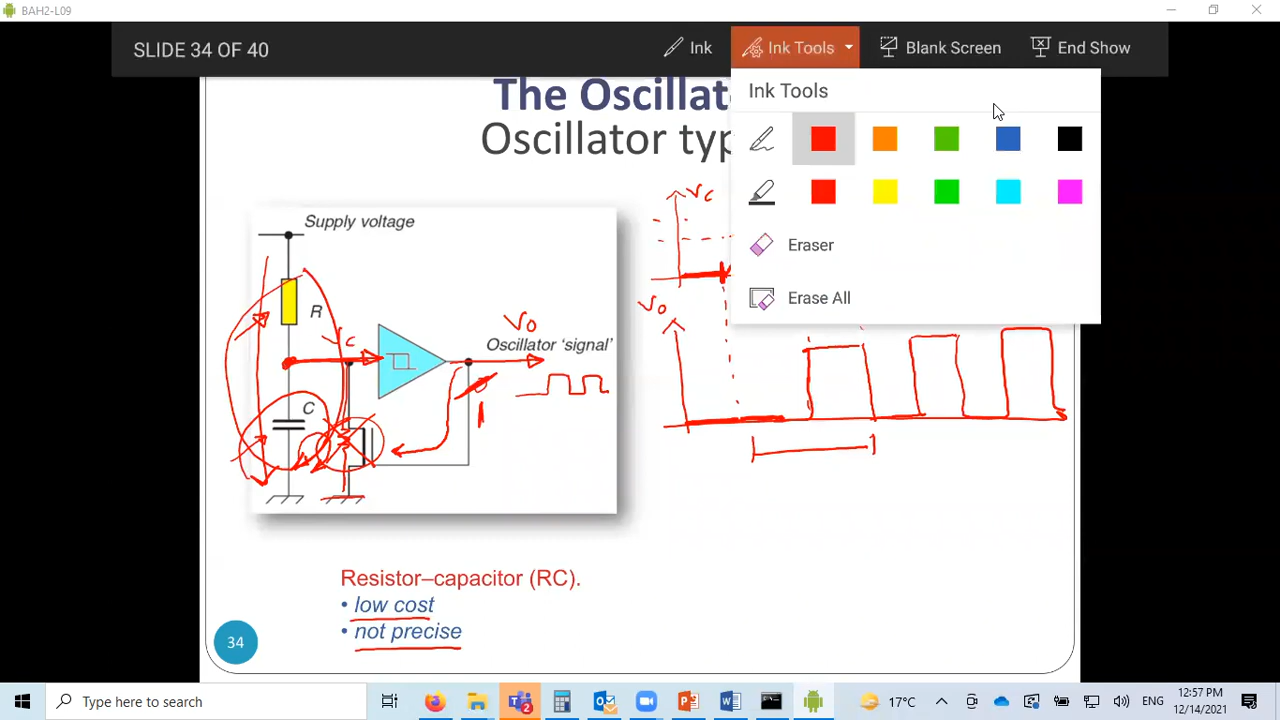 BAH2-L09
SLIDE 34 OF 40
Ink
Ink Tools
Blank Screen
End Show
Ink Tools
Eraser
Erase All
The Oscillat
Oscillator typ
Supply voltage
R
Vc
C
Vo
Oscillator 'signal'
1
Vc
Vo
Resistor–capacitor (RC).
• low cost
• not precise
34
Type here to search
2
17°C
ENG
12:57 PM
12/14/2021